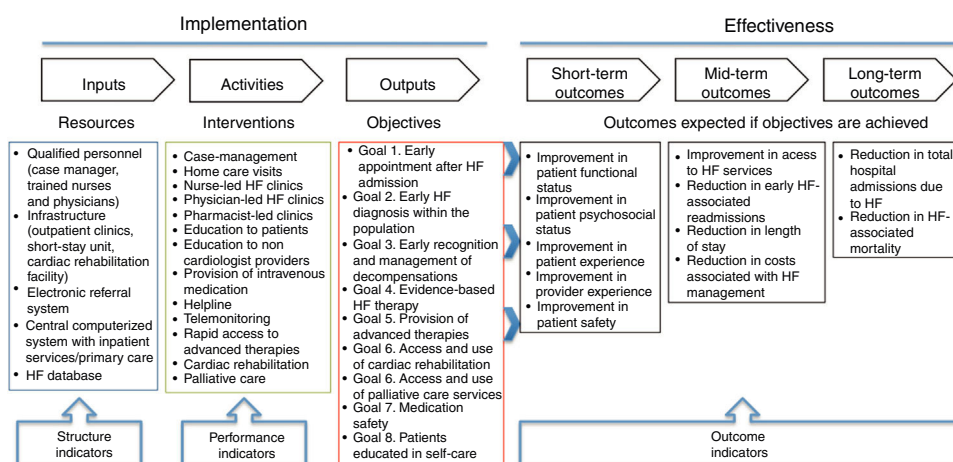 Implementation
Effectiveness
Inputs
Activities
Outputs
Short-term
outcomes
Mid-term
outcomes
Long-term
outcomes
Resources
Interventions
Objectives
Outcomes expected if objectives are achieved
• Qualified personnel
(case manager,
trained nurses
and physicians)
• Infrastructure
(outpatient clinics,
short-stay unit,
cardiac rehabilitation
facility)
• Electronic referral
system
• Central computerized
system with inpatient
services/primary care
• HF database
• Case-management
• Home care visits
• Nurse-led HF clinics
• Physician-led HF clinics
• Pharmacist-led clinics
• Education to patients
• Education to non
cardiologist providers
• Provision of intravenous
medication
• Helpline
• Telemonitoring
• Rapid access to
advanced therapies
• Cardiac rehabilitation
• Palliative care
• Goal 1. Early
appointment after HF
admission
• Goal 2. Early HF
diagnosis within the
population
• Goal 3. Early recognition
and management of
decompensations
• Goal 4. Evidence-based
HF therapy
• Goal 5. Provision of
advanced therapies
• Goal 6. Access and use
of cardiac rehabilitation
• Goal 6. Access and use
of palliative care services
• Goal 7. Medication
safety
• Goal 8. Patients
educated in self-care
• Improvement in
patient functional
status
• Improvement in
patient psychosocial
status
• Improvement in
patient experience
• Improvement in
provider experience
• Improvement in
patient safety
• Improvement in acess
to HF services
• Reduction in early HF-
associated
readmissions
• Reduction in length
of stay
• Reduction in costs
associated with HF
management
• Reduction in total
hospital
admissions due
to HF
• Reduction in HF-
associated
mortality
Structure
indicators
Performance
indicators
Outcome
indicators